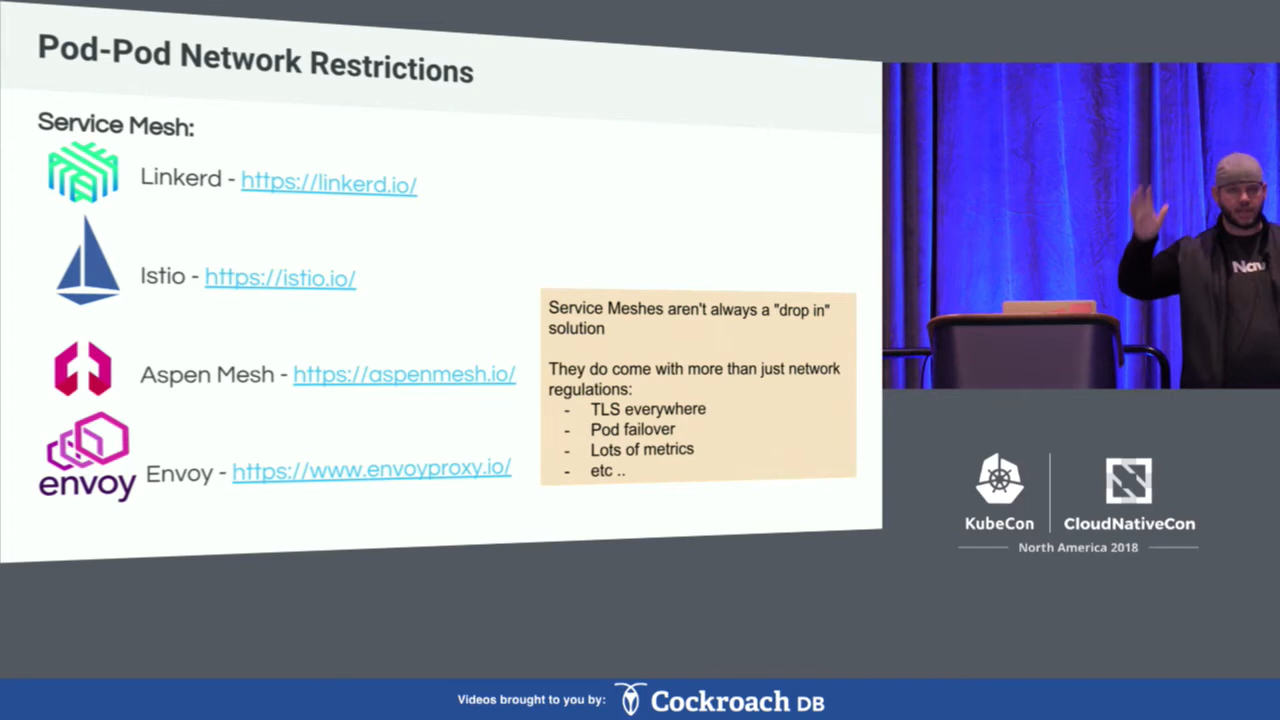 Pod-Pod Network Restrictions
Service Mesh:
Linkerd - https://linkerd.io/
Istio - https://istio.io/
Aspen Mesh - https://aspenmesh.io/
envoy
Envoy - https://www.envoyproxy.io/
Service Meshes aren't always a "drop in"
solution
They do come with more than just network
regulations:
- TLS everywhere
- Pod failover
- Lots of metrics
- etc ..
KubeCon
CloudNativeCon
North America 2018
Videos brought to you by:
Cockroach DB